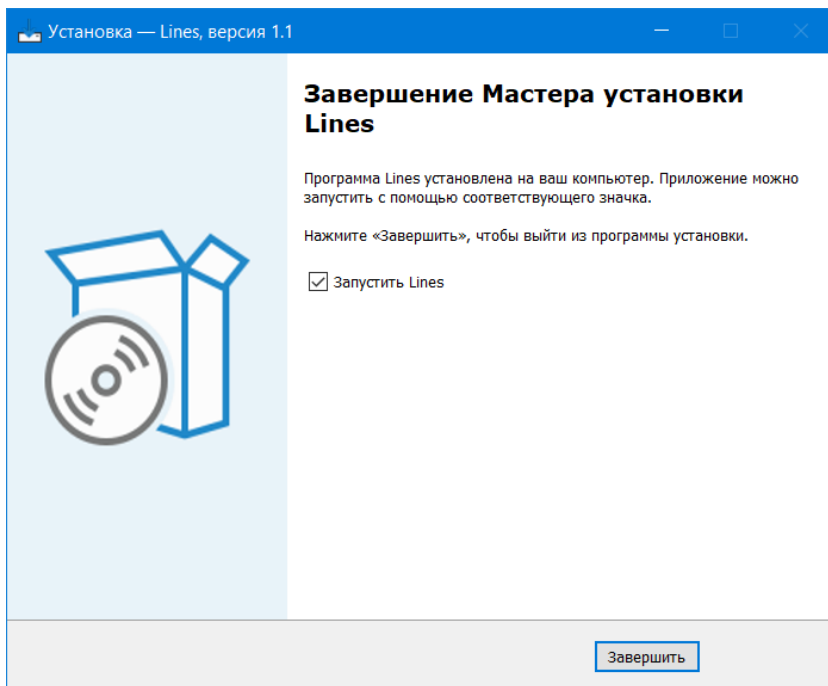 Установка — Lines, версия 1.1
Завершение Мастера установки
Lines
Программа Lines установлена на ваш компьютер. Приложение можно
запустить с помощью соответствующего значка.
Нажмите «Завершить», чтобы выйти из программы установки.
Запустить Lines
Завершить